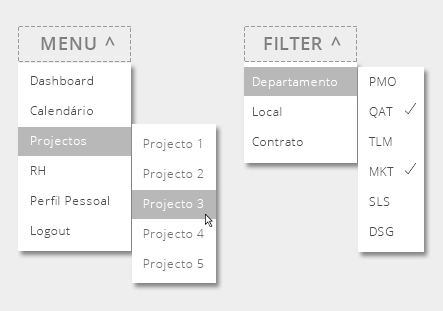 MENU ^
Dashboard
Calendário
Projectos
RH
Perfil Pessoal
Logout
Projecto 1
Projecto 2
Projecto 3
Projecto 4
Projecto 5
FILTER ^
Departamento
Local
Contrato
PMO
QAT ✓
TLM
MKT ✓
SLS
DSG